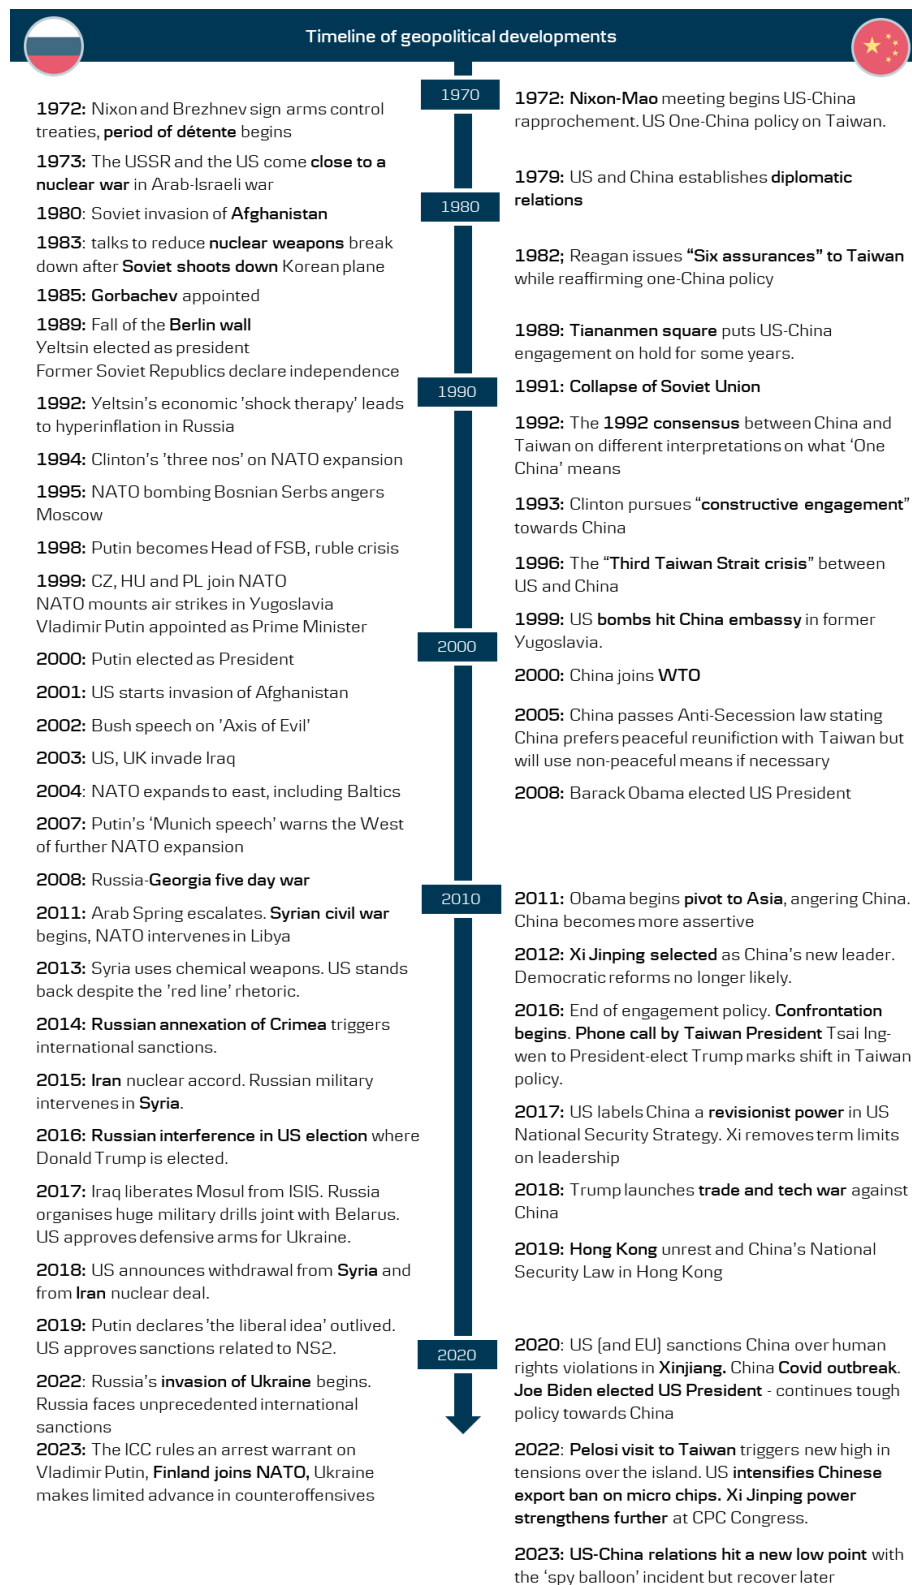 Timeline of geopolitical developments
1970
1972: Nixon and Brezhnev sign arms control
treaties, period of détente begins
1973: The USSR and the US come close to a
nuclear war in Arab-Israeli war
1980: Soviet invasion of Afghanistan
1983: talks to reduce nuclear weapons break
down after Soviet shoots down Korean plane
1985: Gorbachev appointed
1989: Fall of the Berlin wall
Yeltsin elected as president
Former Soviet Republics declare independence
1992: Yeltsin's economic 'shock therapy' leads
to hyperinflation in Russia
1994: Clinton's 'three nos' on NATO expansion
1995: NATO bombing Bosnian Serbs angers
Moscow
1998: Putin becomes Head of FSB, ruble crisis
1999: CZ, HU and PL join NATO
NATO mounts air strikes in Yugoslavia
Vladimir Putin appointed as Prime Minister
2000: Putin elected as President
2001: US starts invasion of Afghanistan
2002: Bush speech on 'Axis of Evil'
2003: US, UK invade Iraq
2004: NATO expands to east, including Baltics
2007: Putin's 'Munich speech' warns the West
of further NATO expansion
2008: Russia-Georgia five day war
2011: Arab Spring escalates. Syrian civil war
begins, NATO intervenes in Libya
2013: Syria uses chemical weapons. US stands
back despite the 'red line' rhetoric.
2014: Russian annexation of Crimea triggers
international sanctions.
2015: Iran nuclear accord. Russian military
intervenes in Syria.
2016: Russian interference in US election where
Donald Trump is elected.
2017: Iraq liberates Mosul from ISIS. Russia
organises huge military drills joint with Belarus.
US approves defensive arms for Ukraine.
2018: US announces withdrawal from Syria and
from Iran nuclear deal.
2019: Putin declares 'the liberal idea' outlived.
US approves sanctions related to NS2.
2022: Russia's invasion of Ukraine begins.
Russia faces unprecedented international
sanctions
2023: The ICC rules an arrest warrant on
Vladimir Putin, Finland joins NATO, Ukraine
makes limited advance in counteroffensives
1980
1990
2000
2010
2020
1972: Nixon-Mao meeting begins US-China
rapprochement. US One-China policy on Taiwan.
1979: US and China establishes diplomatic
relations
1982; Reagan issues “Six assurances” to Taiwan
while reaffirming one-China policy
1989: Tiananmen square puts US-China
engagement on hold for some years.
1991: Collapse of Soviet Union
1992: The 1992 consensus between China and
Taiwan on different interpretations on what ‘One
China’ means
1993: Clinton pursues “constructive engagement”
towards China
1996: The “Third Taiwan Strait crisis” between
US and China
1999: US bombs hit China embassy in former
Yugoslavia.
2000: China joins WTO
2005: China passes Anti-Secession law stating
China prefers peaceful reunifiction with Taiwan but
will use non-peaceful means if necessary
2008: Barack Obama elected US President
2011: Obama begins pivot to Asia, angering China.
China becomes more assertive
2012: Xi Jinping selected as China's new leader.
Democratic reforms no longer likely.
2016: End of engagement policy. Confrontation
begins. Phone call by Taiwan President Tsai Ing-
wen to President-elect Trump marks shift in Taiwan
policy.
2017: US labels China a revisionist power in US
National Security Strategy. Xi removes term limits
on leadership
2018: Trump launches trade and tech war against
China
2019: Hong Kong unrest and China's National
Security Law in Hong Kong
2020: US (and EU) sanctions China over human
rights violations in Xinjiang. China Covid outbreak.
Joe Biden elected US President - continues tough
policy towards China
2022: Pelosi visit to Taiwan triggers new high in
tensions over the island. US intensifies Chinese
export ban on micro chips. Xi Jinping power
strengthens further at CPC Congress.
2023: US-China relations hit a new low point with
the ‘spy balloon’ incident but recover later